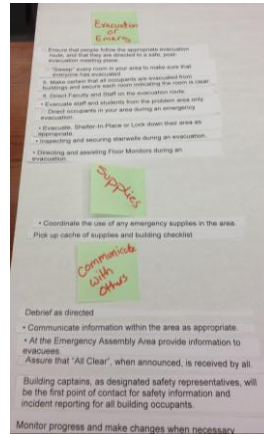 Evacuation
or
Emerg
Ensure that people follow the appropriate evacuation
route, and that they are directed to safe, post-
evacuation meeting place.
"Sweep" every room in your area to make sure that
everyone has evacuated.
Make certain that all occupants are evacuated from
buildings and secure each room indicating the room is clear.
Direct Faculty and Staff on the evacuation route.
• Evacuate staff and students from the problem area only
Direct occupants in your area during an emergency
evacuation.
• Evacuate, Shelter-In-Place or Lock down their area as
appropriate.
• Inspecting and securing stairwells during an evacuation.
• Directing and assisting Floor Monitors during an
evacuation.
Supplies
• Coordinate the use of any emergency supplies in the area.
Pick up cache of supplies and building checklist
Communicate
with
Others
Debrief as directed
• Communicate information within the area as appropriate.
• At the Emergency Assembly Area provide information to
evacuees.
Assure that "All Clear", when announced, is received by all.
Building captains, as designated safety representatives, will
be the first point of contact for safety information and
incident reporting for all building occupants.
Monitor progress and make changes when necessary